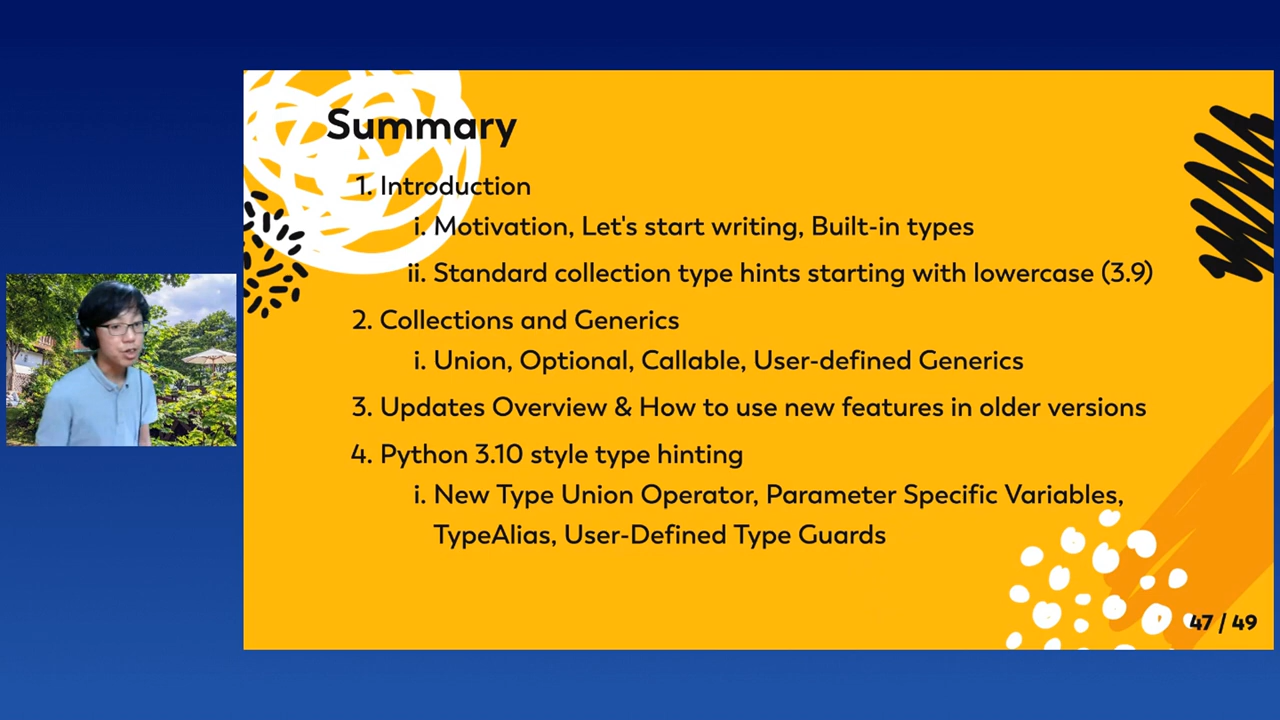 Summary
1. Introduction
i. Motivation, Let's start writing, Built-in types
ii. Standard collection type hints starting with lowercase (3.9)
2. Collections and Generics
i. Union, Optional, Callable, User-defined Generics
3. Updates Overview & How to use new features in older versions
4. Python 3.10 style type hinting
i. New Type Union Operator, Parameter Specific Variables,
TypeAlias, User-Defined Type Guards
47 / 49